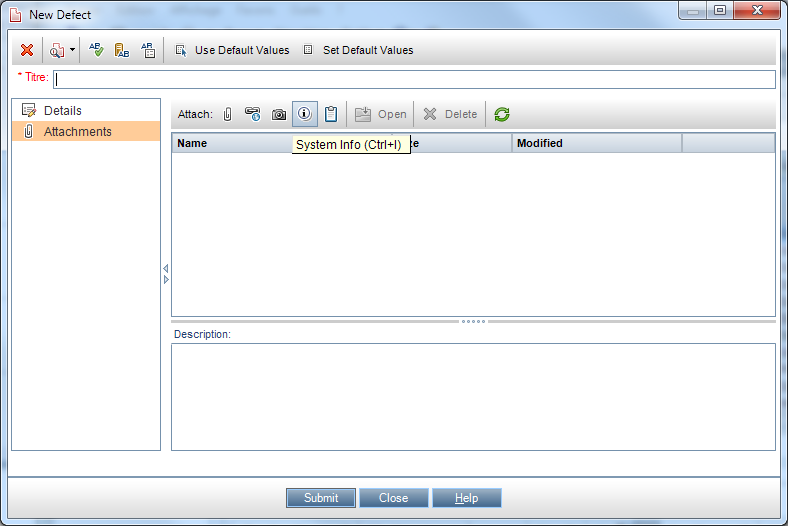 New Defect
Use Default Values Set Default Values
* Titre:
Details
Attachments
Attach: Open Delete
Name ze Modified
System Info (Ctrl+I)
Description:
Submit Close Help